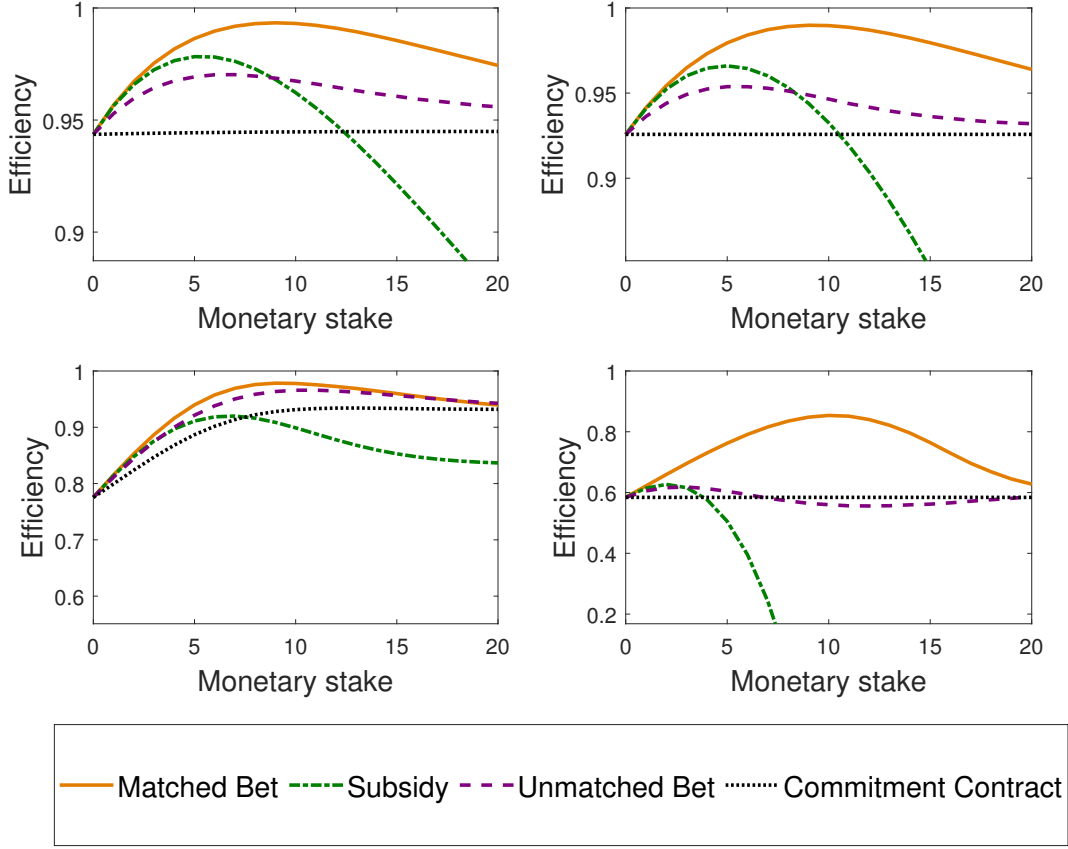 1
0.95
0.9
Efficiency
0 5 10 15 20
Monetary stake
1
0.95
0.9
Efficiency
0 5 10 15 20
Monetary stake
1
0.9
0.8
0.7
0.6
Efficiency
0 5 10 15 20
Monetary stake
1
0.8
0.6
0.4
0.2
Efficiency
0 5 10 15 20
Monetary stake
Matched Bet Subsidy Unmatched Bet Commitment Contract